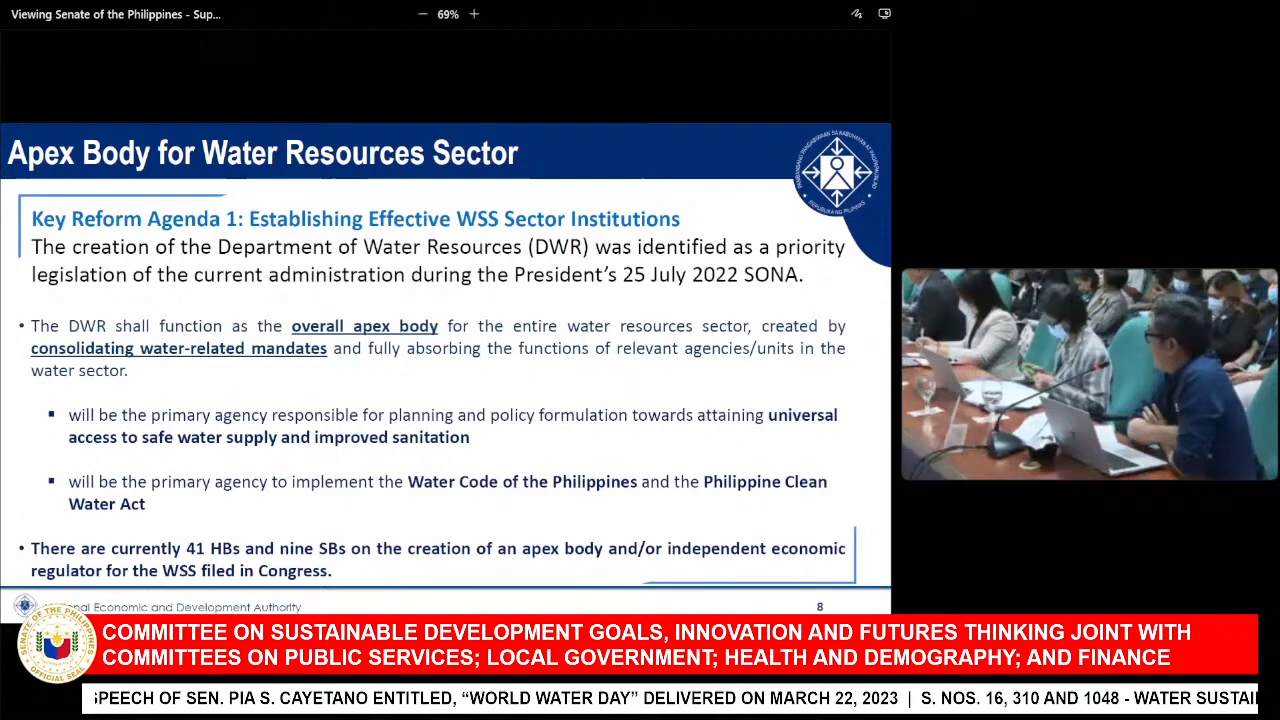 Viewing Senate of the Philippines - Sup...
69%
Apex Body for Water Resources Sector
Key Reform Agenda 1: Establishing Effective WSS Sector Institutions
The creation of the Department of Water Resources (DWR) was identified as a priority
legislation of the current administration during the President's 25 July 2022 SONA.
• The DWR shall function as the overall apex body for the entire water resources sector, created by
consolidating water-related mandates and fully absorbing the functions of relevant agencies/units in the
water sector.
▪ will be the primary agency responsible for planning and policy formulation towards attaining universal
access to safe water supply and improved sanitation
▪ will be the primary agency to implement the Water Code of the Philippines and the Philippine Clean
Water Act
• There are currently 41 HBs and nine SBs on the creation of an apex body and/or independent economic
regulator for the WSS filed in Congress.
Economic and Development Authority
8
SENATE OF THE PHILIPPINES
OFFICIAL SEAL
COMMITTEE ON SUSTAINABLE DEVELOPMENT GOALS, INNOVATION AND FUTURES THINKING JOINT WITH
COMMITTEES ON PUBLIC SERVICES; LOCAL GOVERNMENT; HEALTH AND DEMOGRAPHY; AND FINANCE
SPEECH OF SEN. PIA S. CAYETANO ENTITLED, “WORLD WATER DAY” DELIVERED ON MARCH 22, 2023 | S. NOS. 16, 310 AND 1048 - WATER SUSTAI